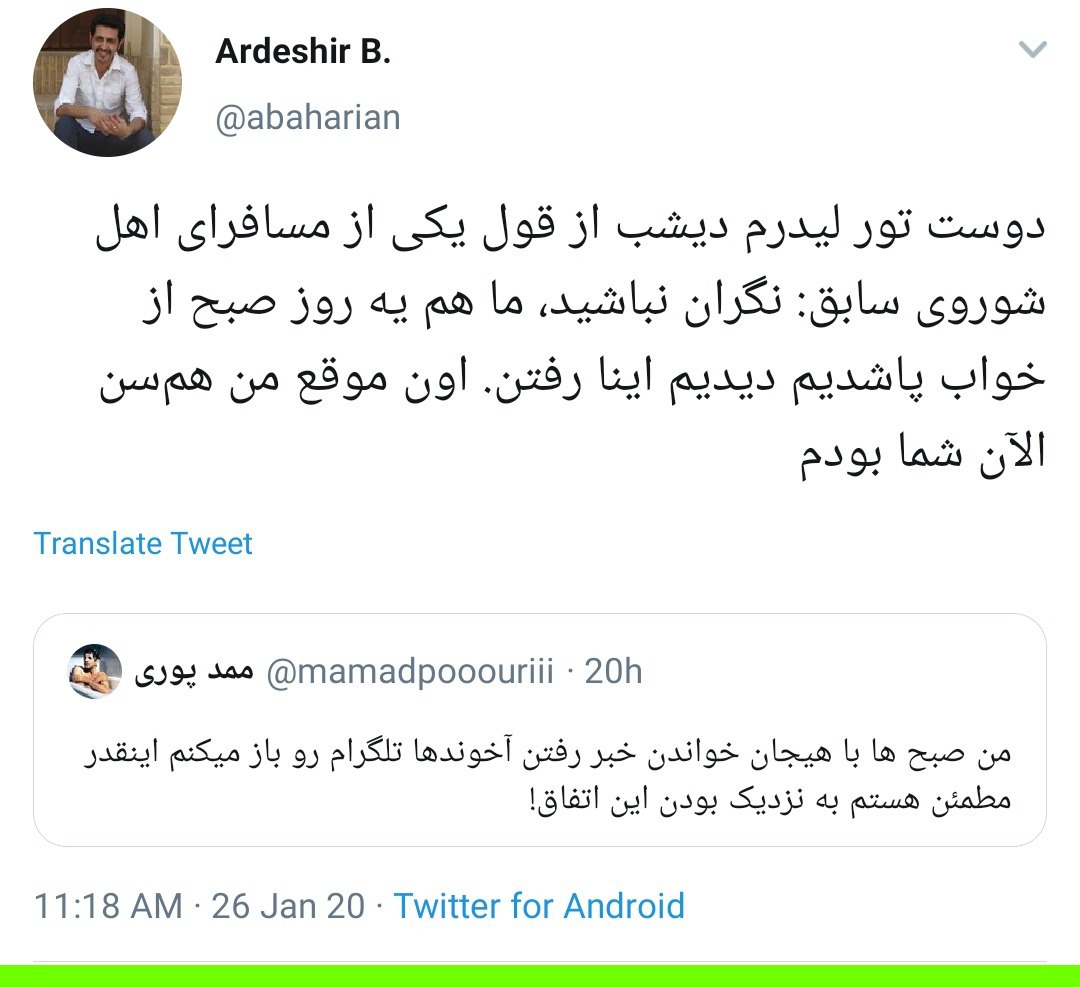 Ardeshir B.
@abaharian
دوست تور لیدرم دیشب از قول یکی از مسافرای اهل
شوروی سابق: نگران نباشید، ما هم یه روز صبح از
خواب پاشدیم دیدیم اینا رفتن. اون موقع من هم‌سن
الآن شما بودم
Translate Tweet
ممد پوری @mamadpooouriii · 20h
من صبح ها با هیجان خواندن خبر رفتن آخوندها تلگرام رو باز میکنم اینقدر
مطمئن هستم به نزدیک بودن این اتفاق!
11:18 AM · 26 Jan 20 · Twitter for Android